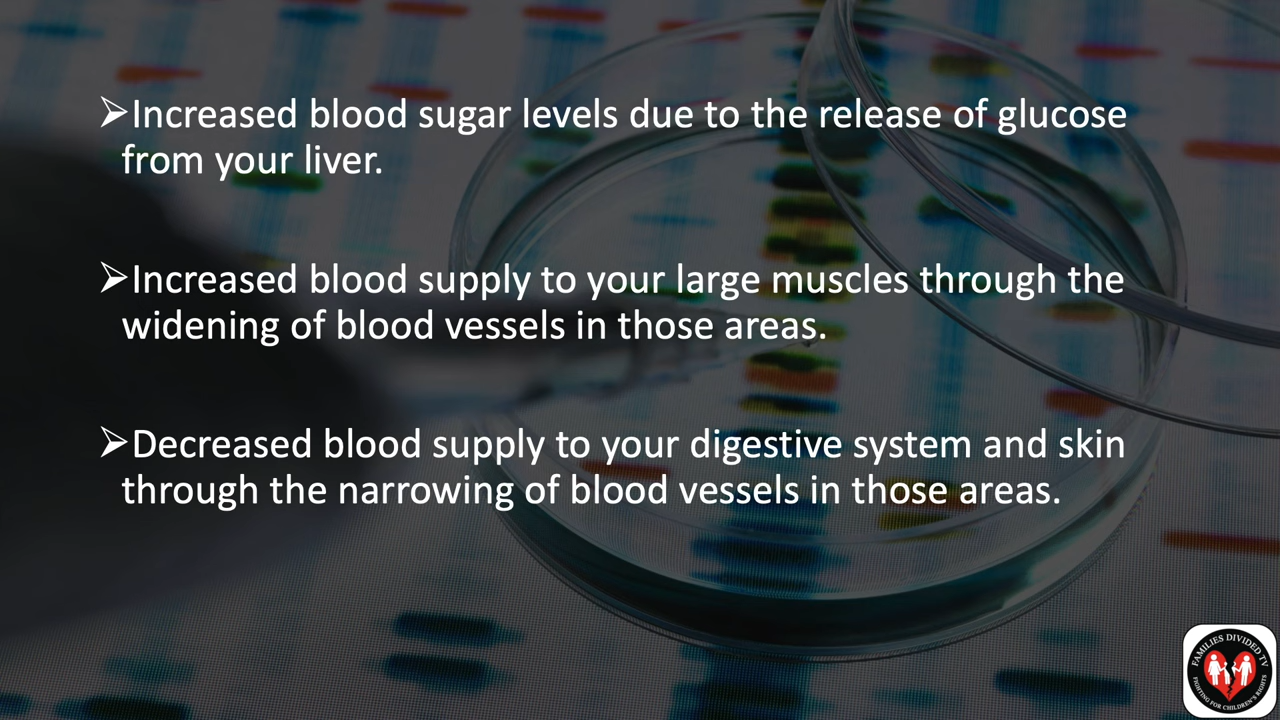 ➢Increased blood sugar levels due to the release of glucose
from your liver.
➢Increased blood supply to your large muscles through the
widening of blood vessels in those areas.
➢Decreased blood supply to your digestive system and skin
through the narrowing of blood vessels in those areas.
FAMILIES DIVIDED TV
FIGHTING FOR CHILDREN'S RIGHTS